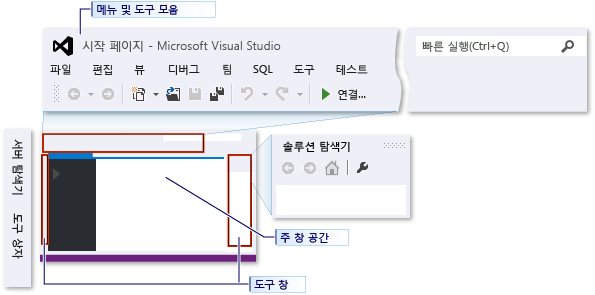 메뉴 및 도구 모음
시작 페이지 - Microsoft Visual Studio
빠른 실행(Ctrl+Q)
파일 편집 뷰 디버그 팀 SQL 도구 테스트
연결...
서버 탐색기 도구 상자
솔루션 탐색기
주 창 공간
도구 창